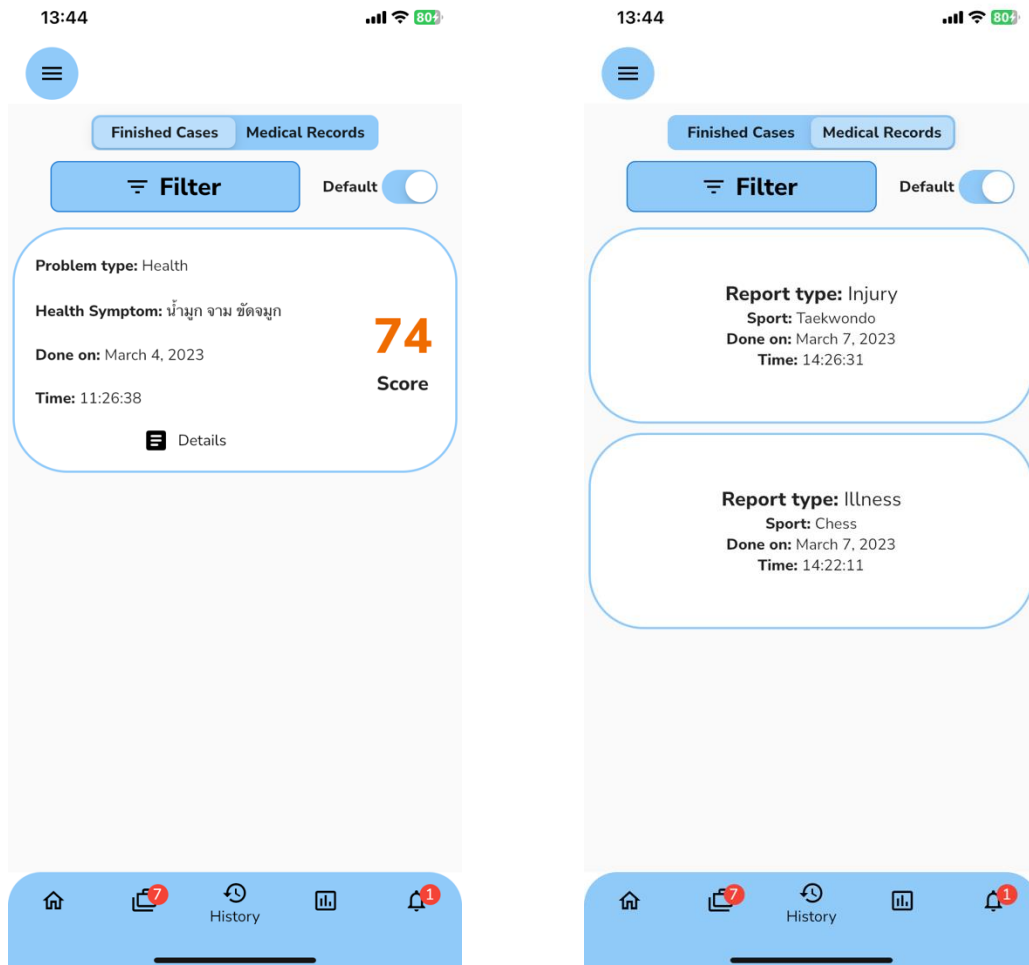 13:44
80
Finished Cases Medical Records
Filter Default
Problem type: Health
Health Symptom: น้ำมูก จาม ขัดจมูก
Done on: March 4, 2023
Time: 11:26:38
74
Score
Details
7
1
History
13:44
80
Finished Cases Medical Records
Filter Default
Report type: Injury
Sport: Taekwondo
Done on: March 7, 2023
Time: 14:26:31
Report type: Illness
Sport: Chess
Done on: March 7, 2023
Time: 14:22:11
7
1
History